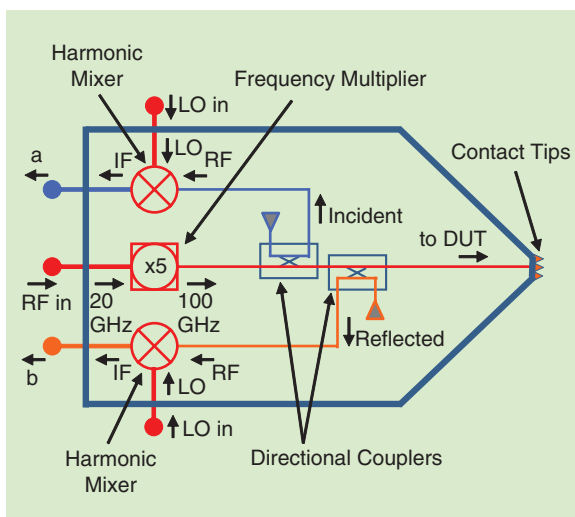 Harmonic
Mixer
Frequency Multiplier
LO in
Contact Tips
a
IF
LO
RF
Incident
to DUT
x5
RF in
20
GHz
100
GHz
Reflected
b
IF
RF
LO
LO in
Harmonic
Mixer
Directional Couplers